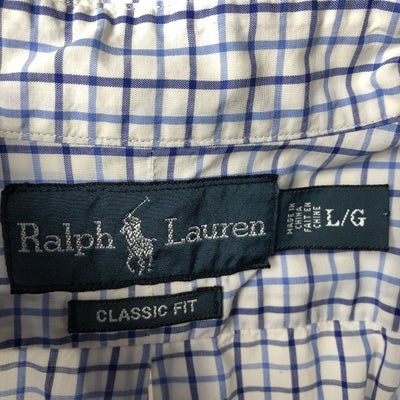 Ralph Lauren
MADE IN
CHINA
FAIT EN
CHINE
L/G
CLASSIC FIT